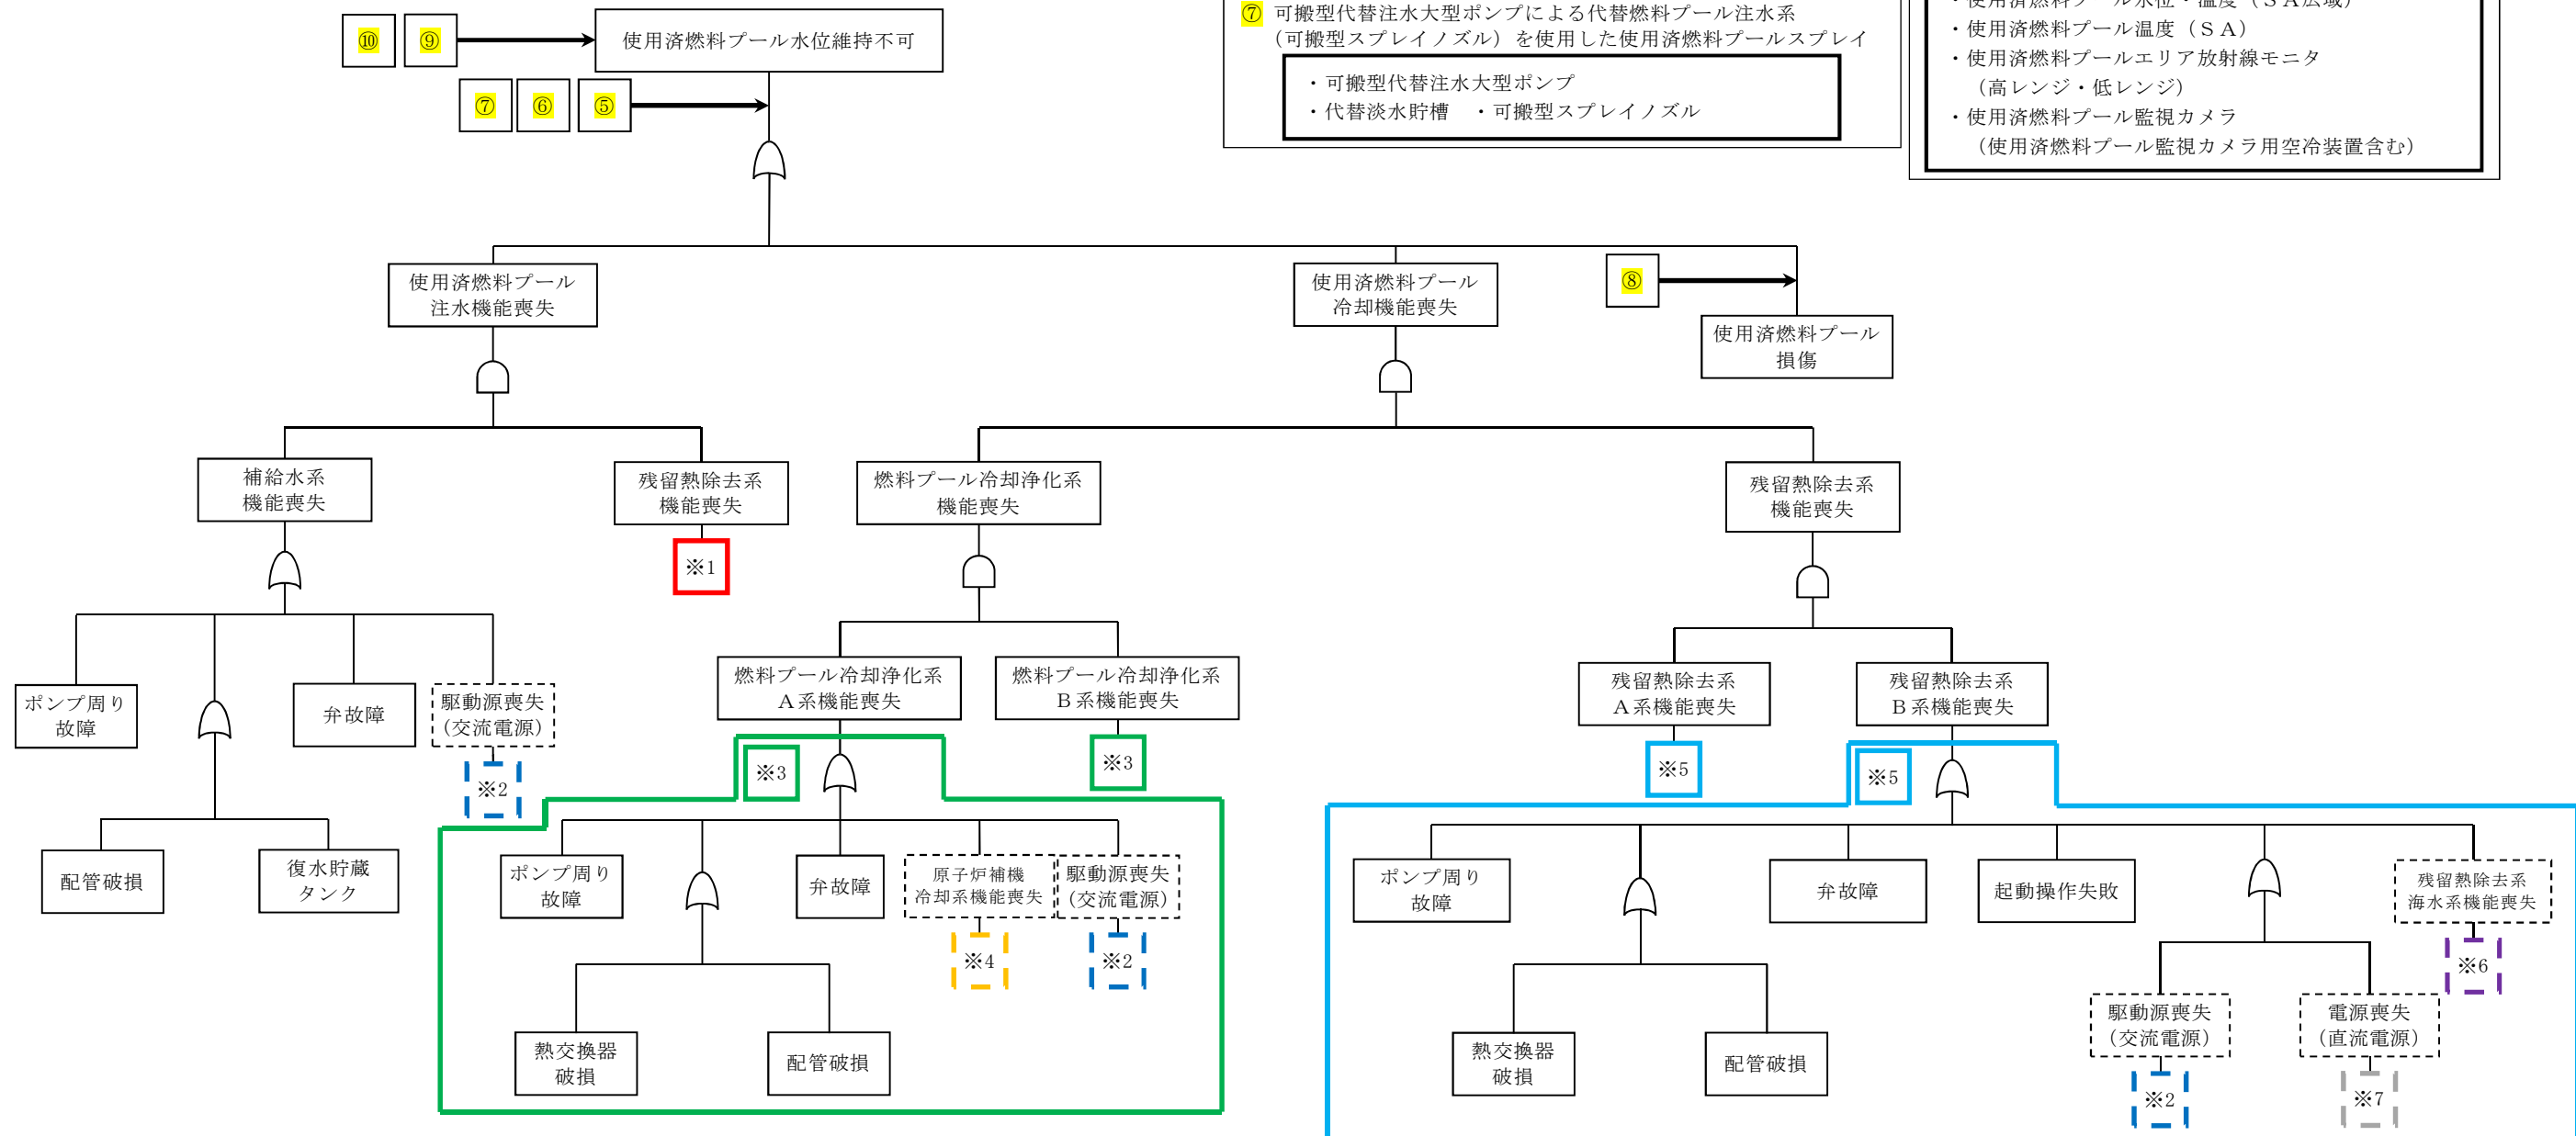 ⑦ 可搬型代替注水大型ポンプによる代替燃料プール注水系
（可搬型スプレイノズル）を使用した使用済燃料プールスプレイ
・可搬型代替注水大型ポンプ
・代替淡水貯槽　・可搬型スプレイノズル
・使用済燃料プール水位・温度（ＳＡ広域）
・使用済燃料プール温度（ＳＡ）
・使用済燃料プールエリア放射線モニタ
（高レンジ・低レンジ）
・使用済燃料プール監視カメラ
（使用済燃料プール監視カメラ用空冷装置含む）
⑩ ⑨
使用済燃料プール水位維持不可
⑦ ⑥ ⑤
使用済燃料プール
注水機能喪失
使用済燃料プール
冷却機能喪失
⑧
使用済燃料プール
損傷
補給水系
機能喪失
残留熱除去系
機能喪失
※1
燃料プール冷却浄化系
機能喪失
残留熱除去系
機能喪失
ポンプ周り
故障
弁故障
駆動源喪失
（交流電源）
※2
配管破損
復水貯蔵
タンク
燃料プール冷却浄化系
Ａ系機能喪失
燃料プール冷却浄化系
Ｂ系機能喪失
※3
※3
ポンプ周り
故障
弁故障
原子炉補機
冷却系機能喪失
駆動源喪失
（交流電源）
※4
※2
熱交換器
破損
配管破損
残留熱除去系
Ａ系機能喪失
残留熱除去系
Ｂ系機能喪失
※5
※5
ポンプ周り
故障
弁故障
起動操作失敗
残留熱除去系
海水系機能喪失
※6
熱交換器
破損
配管破損
駆動源喪失
（交流電源）
電源喪失
（直流電源）
※2
※7